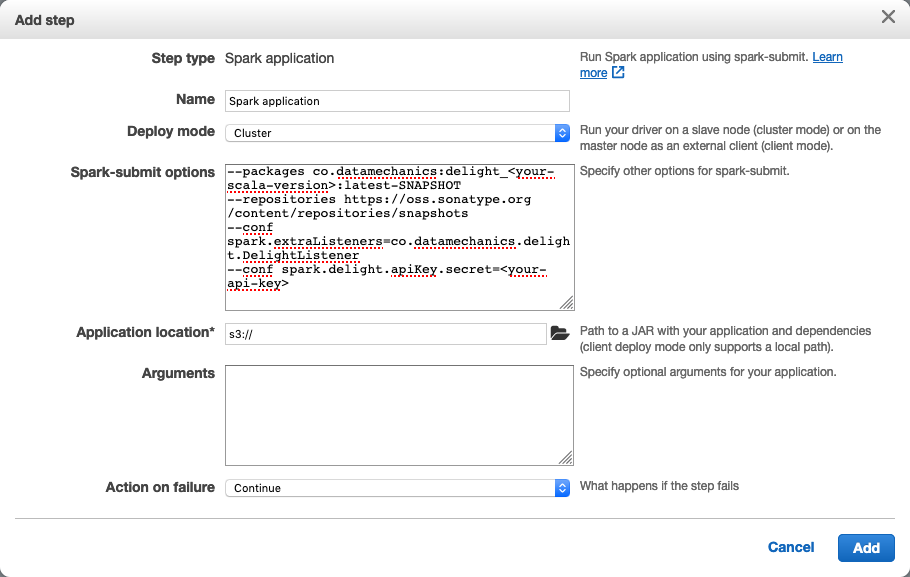 Add step
Step type Spark application
Run Spark application using spark-submit. Learn
more
Name Spark application
Deploy mode Cluster
Run your driver on a slave node (cluster mode) or on the
master node as an external client (client mode).
Spark-submit options
--packages co.datamechanics:delight_<your-
scala-version>:latest-SNAPSHOT
--repositories https://oss.sonatype.org
/content/repositories/snapshots
--conf
spark.extraListeners=co.datamechanics.deligh
t.DelightListener
--conf spark.delight.apiKey.secret=<your-
api-key>
Specify other options for spark-submit.
Application location* s3://
Path to a JAR with your application and dependencies
(client deploy mode only supports a local path).
Arguments
Specify optional arguments for your application.
Action on failure Continue
What happens if the step fails
Cancel Add